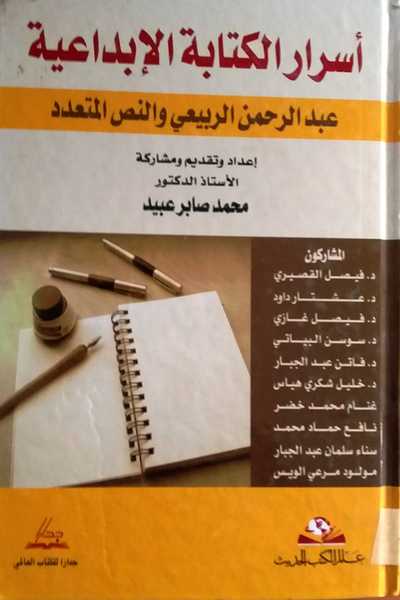 أسرار الكتابة الإبداعية
عبد الرحمن الربيعي والنص المتعدد
إعداد وتقديم ومشاركة
الأستاذ الدكتور
محمد صابر عبيد
المشاركون
د. فيصل القصيري
د. عشتار داود
د. فيصل غازي
د. سوسن البياتي
د. فاتن عبد الجبار
د. خليل شكري هياس
غنام محمد خضر
نافع حماد محمد
سناء سلمان عبد الجبار
مولود مرعي الويس
جدارا
جدارا للكتاب العالمي
عالم الكتب الحديث